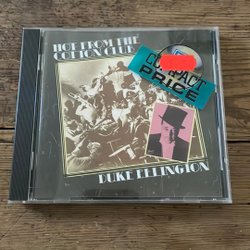 HOT FROM THE
COTTON CLUB
COMPACT
PRICE
DUKE ELLINGTON